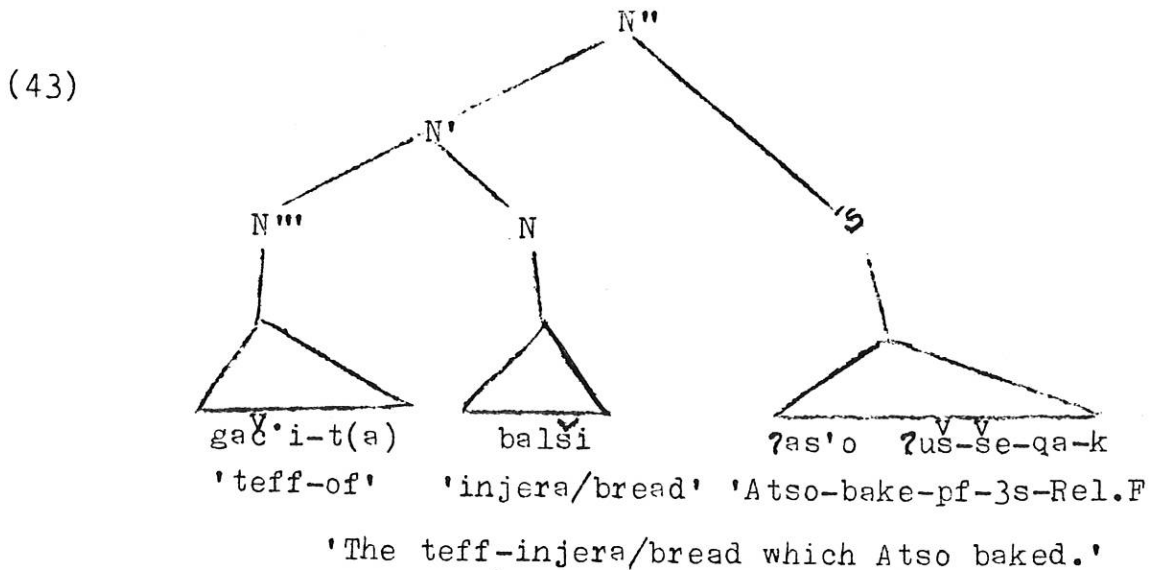 N"
(43)
N'
N"' N 'S
gač'i-t(a) balši ʔas'o ʔuš-še-qa-k
'teff-of' 'injera/bread' 'Atso-bake-pf-3s-Rel.F
'The teff-injera/bread which Atso baked.'